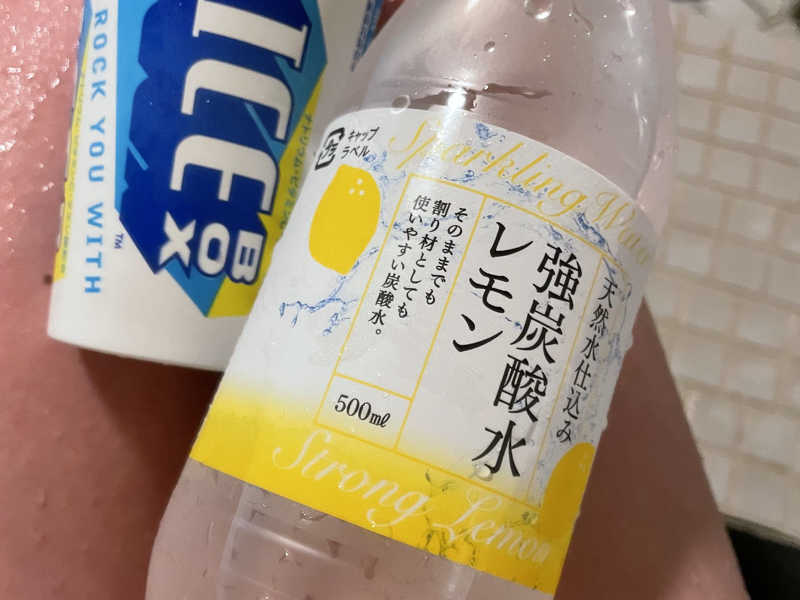 ROCK YOU WITH
ICE
BOX
™
キャップ
ラベル
Sparkling Water
天然水仕込み
強炭酸水
レモン
そのままでも
割り材としても
使いやすい炭酸水。
500ml
Strong Lemon